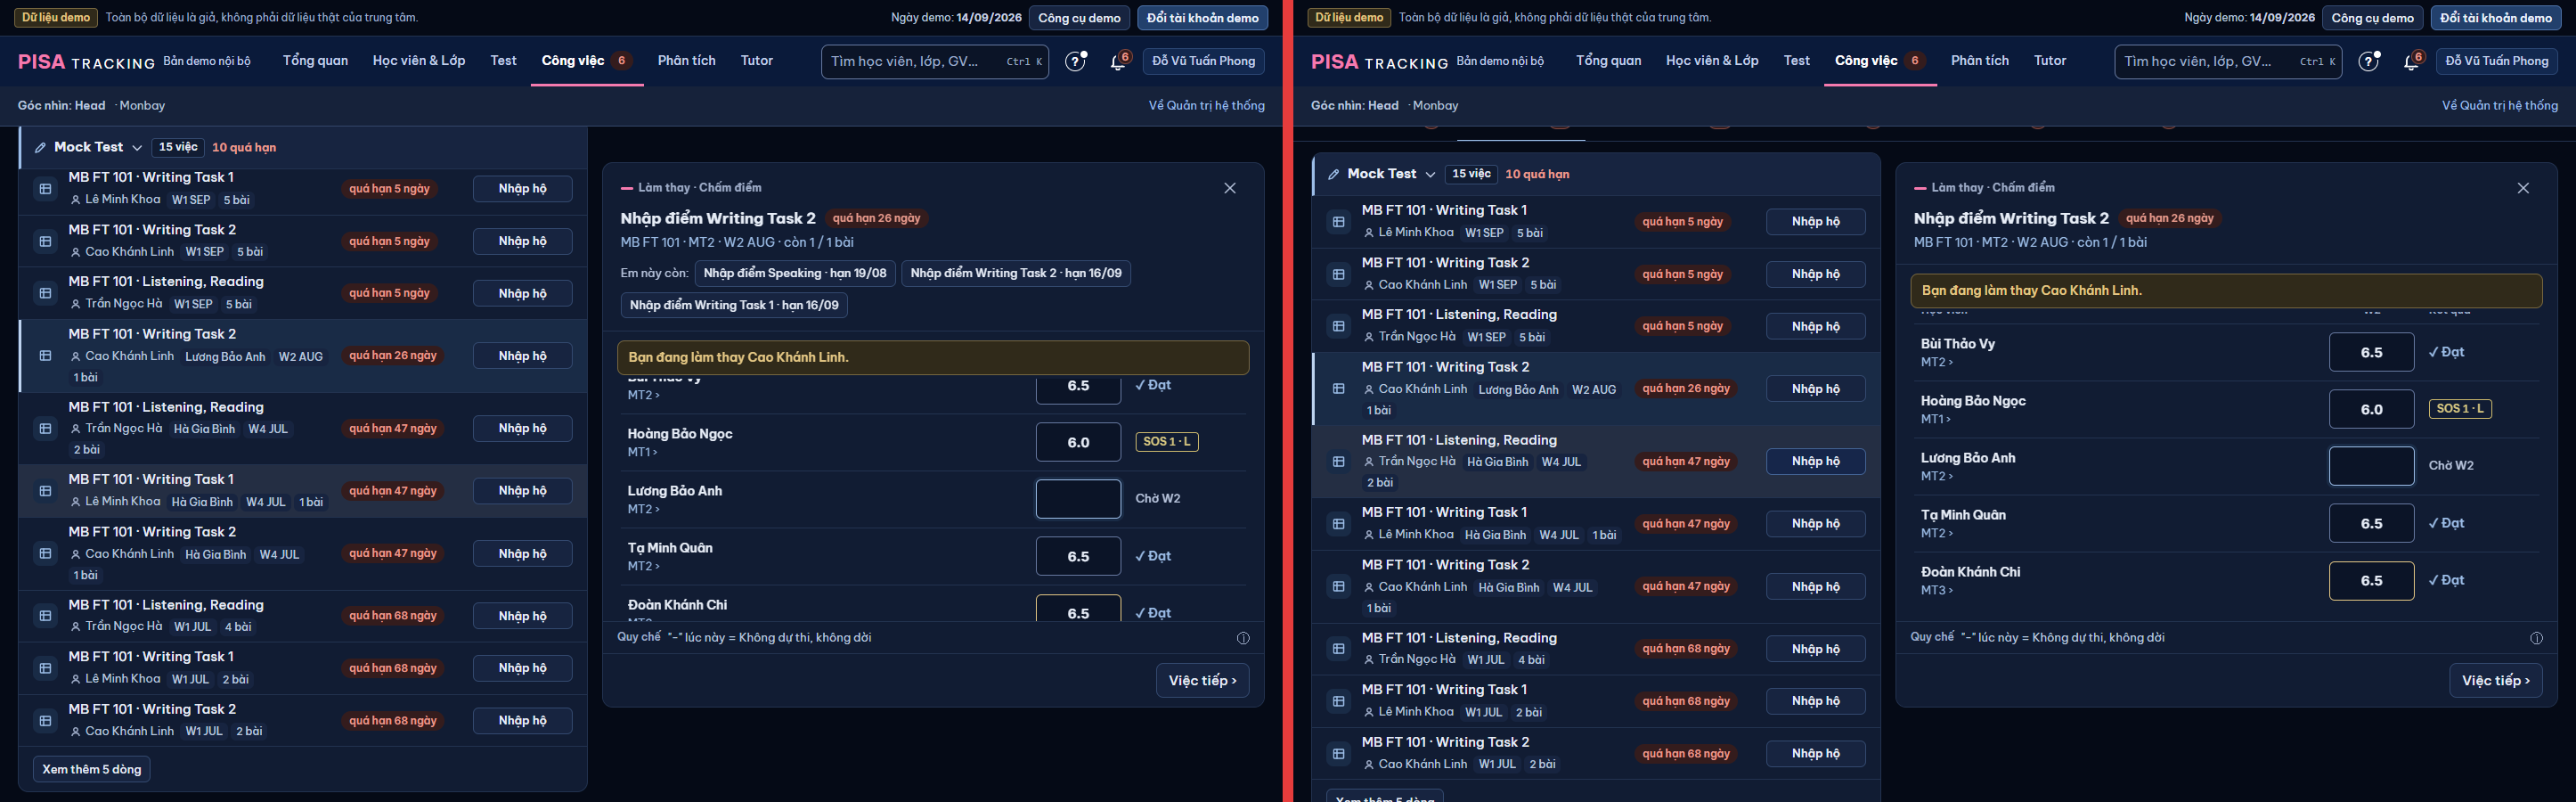 Dữ liệu demo Toàn bộ dữ liệu là giả, không phải dữ liệu thật của trung tâm. Ngày demo: 14/09/2026 Công cụ demo Đổi tài khoản demo
PISA TRACKING Bản demo nội bộ Tổng quan Học viên & Lớp Test Công việc 6 Phân tích Tutor Tìm học viên, lớp, GV... Ctrl K ? 6 Đỗ Vũ Tuấn Phong
Góc nhìn: Head · Monbay Về Quản trị hệ thống
Mock Test 15 việc 10 quá hạn
MB FT 101 · Writing Task 1
Lê Minh Khoa W1 SEP 5 bài quá hạn 5 ngày Nhập hộ
MB FT 101 · Writing Task 2
Cao Khánh Linh W1 SEP 5 bài quá hạn 5 ngày Nhập hộ
MB FT 101 · Listening, Reading
Trần Ngọc Hà W1 SEP 5 bài quá hạn 5 ngày Nhập hộ
MB FT 101 · Writing Task 2
Cao Khánh Linh Lương Bảo Anh W2 AUG quá hạn 26 ngày Nhập hộ
1 bài
MB FT 101 · Listening, Reading
Trần Ngọc Hà Hà Gia Bình W4 JUL quá hạn 47 ngày Nhập hộ
2 bài
MB FT 101 · Writing Task 1
Lê Minh Khoa Hà Gia Bình W4 JUL 1 bài quá hạn 47 ngày Nhập hộ
MB FT 101 · Writing Task 2
Cao Khánh Linh Hà Gia Bình W4 JUL quá hạn 47 ngày Nhập hộ
1 bài
MB FT 101 · Listening, Reading
Trần Ngọc Hà W1 JUL 4 bài quá hạn 68 ngày Nhập hộ
MB FT 101 · Writing Task 1
Lê Minh Khoa W1 JUL 2 bài quá hạn 68 ngày Nhập hộ
MB FT 101 · Writing Task 2
Cao Khánh Linh W1 JUL 2 bài quá hạn 68 ngày Nhập hộ
Xem thêm 5 dòng
Làm thay · Chấm điểm
Nhập điểm Writing Task 2 quá hạn 26 ngày
MB FT 101 · MT2 · W2 AUG · còn 1 / 1 bài
Em này còn: Nhập điểm Speaking · hạn 19/08 Nhập điểm Writing Task 2 · hạn 16/09
Nhập điểm Writing Task 1 · hạn 16/09
Bạn đang làm thay Cao Khánh Linh.
Bùi Thảo Vy
MT2 › 6.5 ✓ Đạt
Hoàng Bảo Ngọc
MT1 › 6.0 SOS 1 · L
Lương Bảo Anh
MT2 › Chờ W2
Tạ Minh Quân
MT2 › 6.5 ✓ Đạt
Đoàn Khánh Chi
6.5 ✓ Đạt
Quy chế "-" lúc này = Không dự thi, không dời
Việc tiếp ›
Dữ liệu demo Toàn bộ dữ liệu là giả, không phải dữ liệu thật của trung tâm. Ngày demo: 14/09/2026 Công cụ demo Đổi tài khoản demo
PISA TRACKING Bản demo nội bộ Tổng quan Học viên & Lớp Test Công việc 6 Phân tích Tutor Tìm học viên, lớp, GV... Ctrl K ? 6 Đỗ Vũ Tuấn Phong
Góc nhìn: Head · Monbay Về Quản trị hệ thống
Mock Test 15 việc 10 quá hạn
MB FT 101 · Writing Task 1
Lê Minh Khoa W1 SEP 5 bài quá hạn 5 ngày Nhập hộ
MB FT 101 · Writing Task 2
Cao Khánh Linh W1 SEP 5 bài quá hạn 5 ngày Nhập hộ
MB FT 101 · Listening, Reading
Trần Ngọc Hà W1 SEP 5 bài quá hạn 5 ngày Nhập hộ
MB FT 101 · Writing Task 2
Cao Khánh Linh Lương Bảo Anh W2 AUG quá hạn 26 ngày Nhập hộ
1 bài
MB FT 101 · Listening, Reading
Trần Ngọc Hà Hà Gia Bình W4 JUL quá hạn 47 ngày Nhập hộ
2 bài
MB FT 101 · Writing Task 1
Lê Minh Khoa Hà Gia Bình W4 JUL 1 bài quá hạn 47 ngày Nhập hộ
MB FT 101 · Writing Task 2
Cao Khánh Linh Hà Gia Bình W4 JUL quá hạn 47 ngày Nhập hộ
1 bài
MB FT 101 · Listening, Reading
Trần Ngọc Hà W1 JUL 4 bài quá hạn 68 ngày Nhập hộ
MB FT 101 · Writing Task 1
Lê Minh Khoa W1 JUL 2 bài quá hạn 68 ngày Nhập hộ
MB FT 101 · Writing Task 2
Cao Khánh Linh W1 JUL 2 bài quá hạn 68 ngày Nhập hộ
Xem thêm 5 dòng
Làm thay · Chấm điểm
Nhập điểm Writing Task 2 quá hạn 26 ngày
MB FT 101 · MT2 · W2 AUG · còn 1 / 1 bài
Bạn đang làm thay Cao Khánh Linh.
Bùi Thảo Vy
MT2 › 6.5 ✓ Đạt
Hoàng Bảo Ngọc
MT1 › 6.0 SOS 1 · L
Lương Bảo Anh
MT2 › Chờ W2
Tạ Minh Quân
MT2 › 6.5 ✓ Đạt
Đoàn Khánh Chi
MT3 › 6.5 ✓ Đạt
Quy chế "-" lúc này = Không dự thi, không dời
Việc tiếp ›